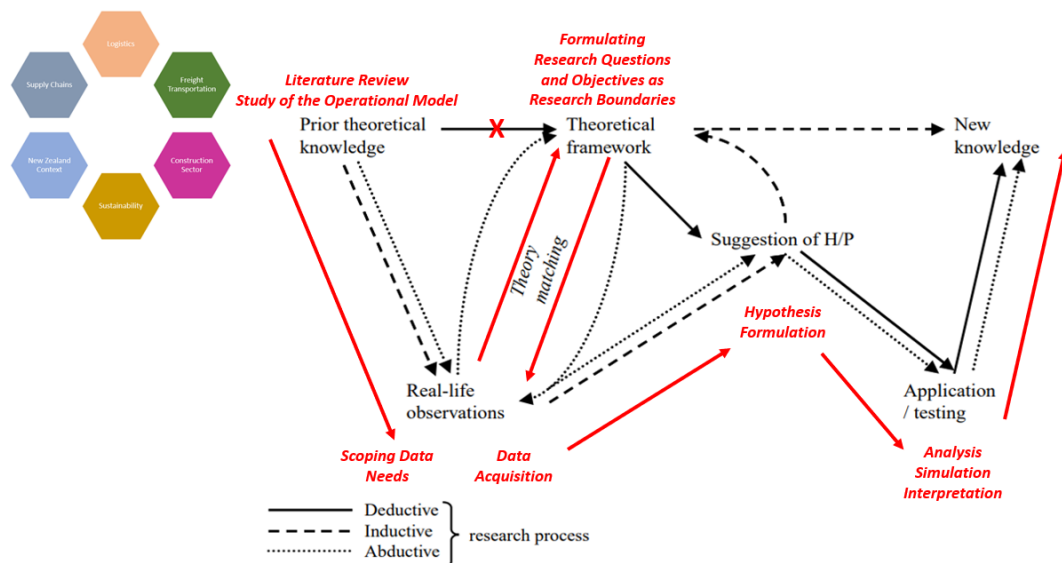 Logistics
Supply Chains
Freight
Transportation
New Zealand
Context
Construction
Sector
Sustainability
Literature Review
Study of the Operational Model
Formulating
Research Questions
and Objectives as
Research Boundaries
Prior theoretical
knowledge
X
Theoretical
framework
New
knowledge
Suggestion of H/P
Theory
matching
Hypothesis
Formulation
Real-life
observations
Application
/ testing
Scoping Data
Needs
Data
Acquisition
Analysis
Simulation
Interpretation
Deductive
Inductive
Abductive
research process